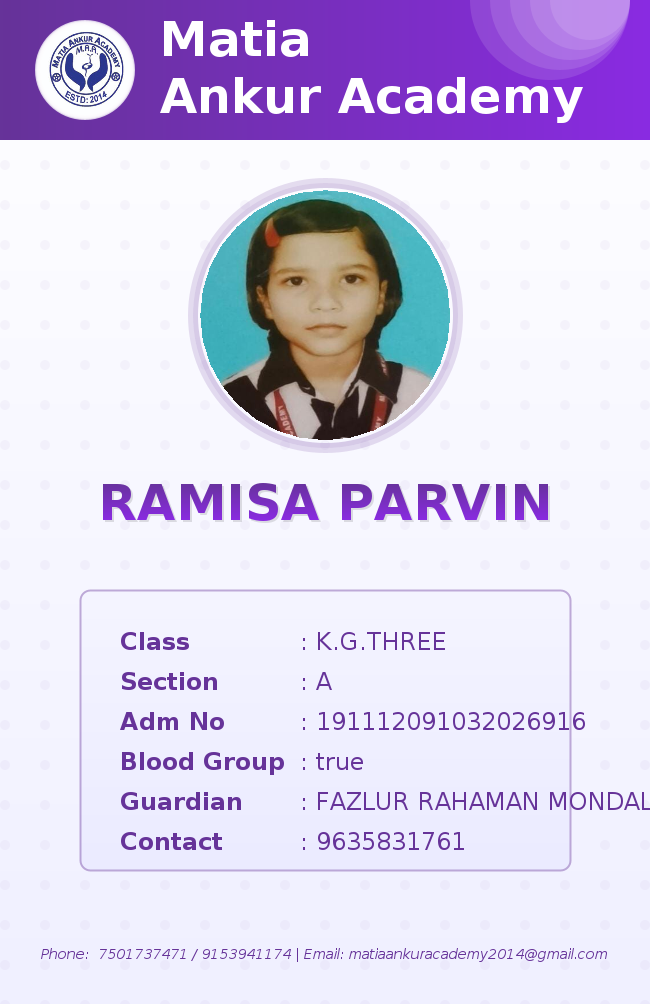 MATIA ANKUR ACADEMY
M.A.A
ESTD: 2014
Matia
Ankur Academy
RAMISA PARVIN
Class : K.G.THREE
Section : A
Adm No : 191112091032026916
Blood Group : true
Guardian : FAZLUR RAHAMAN MONDAL
Contact : 9635831761
Phone: 7501737471 / 9153941174 | Email: matiaankuracademy2014@gmail.com